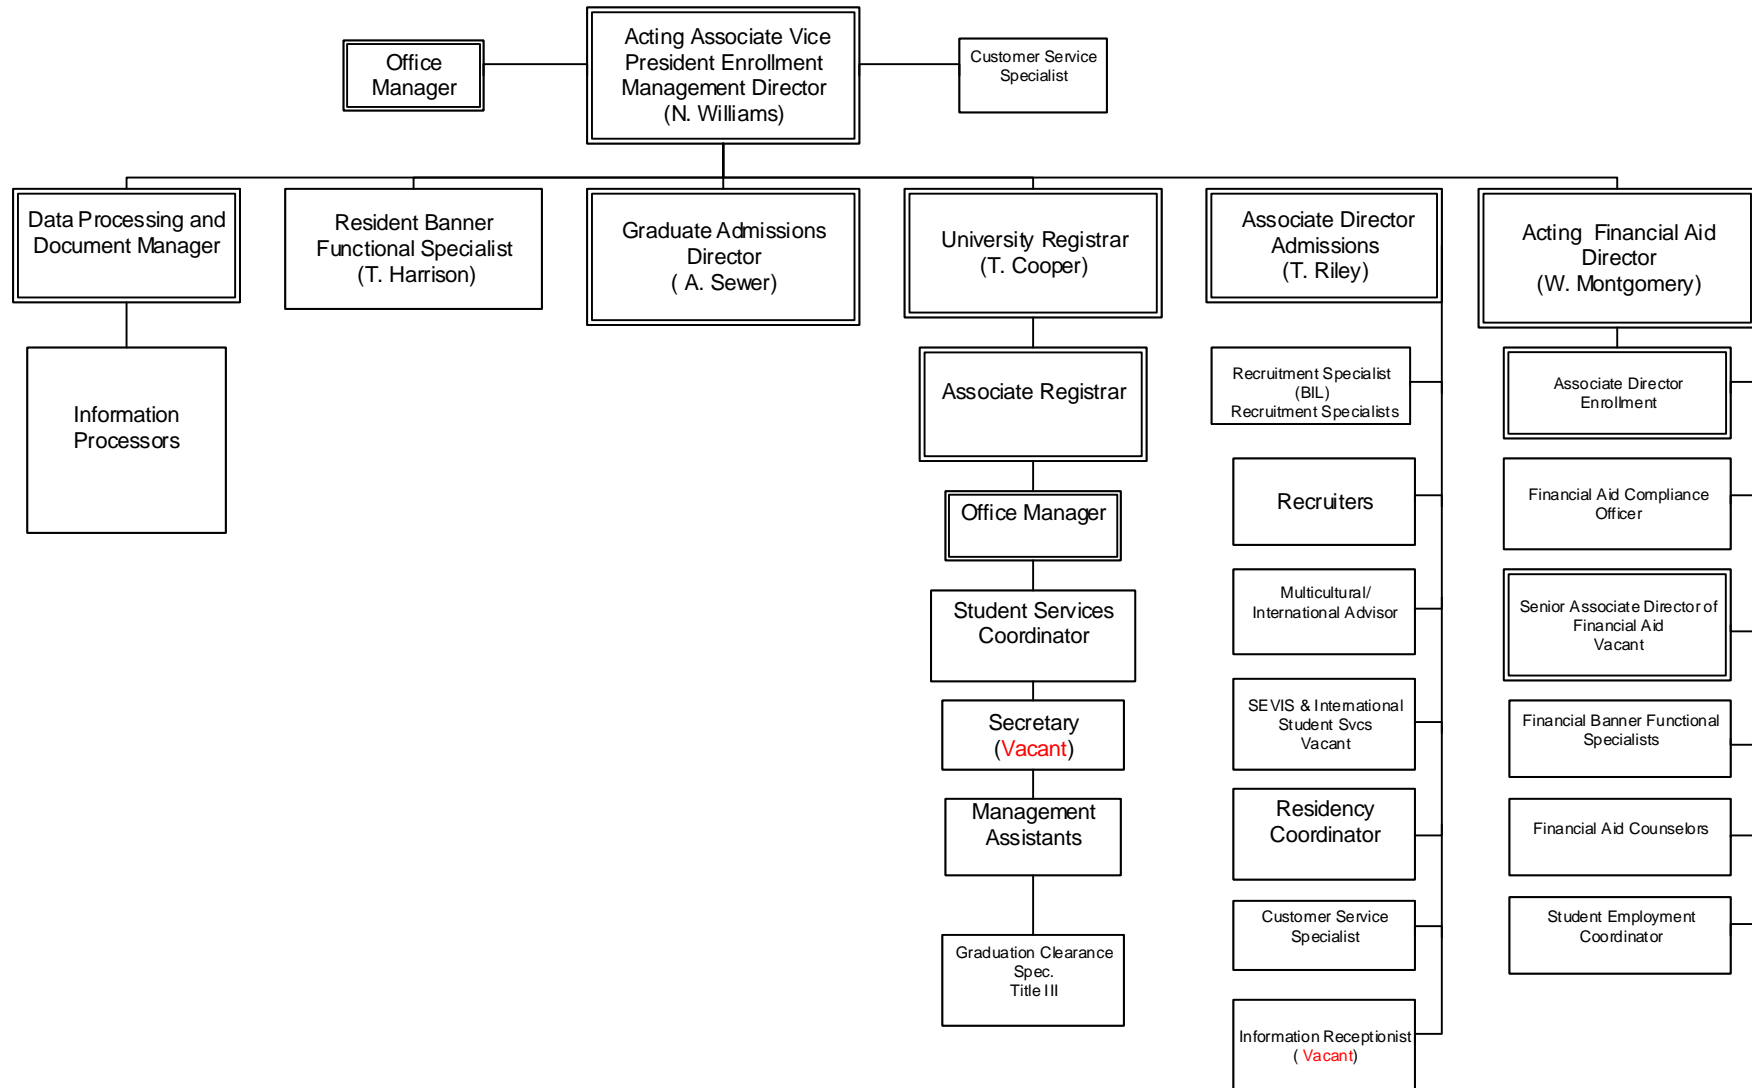 Office
Manager
Acting Associate Vice
President Enrollment
Management Director
(N. Williams)
Customer Service
Specialist
Data Processing and
Document Manager
Resident Banner
Functional Specialist
(T. Harrison)
Graduate Admissions
Director
( A. Sewer)
University Registrar
(T. Cooper)
Associate Director
Admissions
(T. Riley)
Acting Financial Aid
Director
(W. Montgomery)
Information
Processors
Associate Registrar
Office Manager
Student Services
Coordinator
Secretary
(Vacant)
Management
Assistants
Graduation Clearance
Spec.
Title III
Recruitment Specialist
(BIL)
Recruitment Specialists
Recruiters
Multicultural/
International Advisor
SEVIS & International
Student Svcs
Vacant
Residency
Coordinator
Customer Service
Specialist
Information Receptionist
( Vacant)
Associate Director
Enrollment
Financial Aid Compliance
Officer
Senior Associate Director of
Financial Aid
Vacant
Financial Banner Functional
Specialists
Financial Aid Counselors
Student Employment
Coordinator